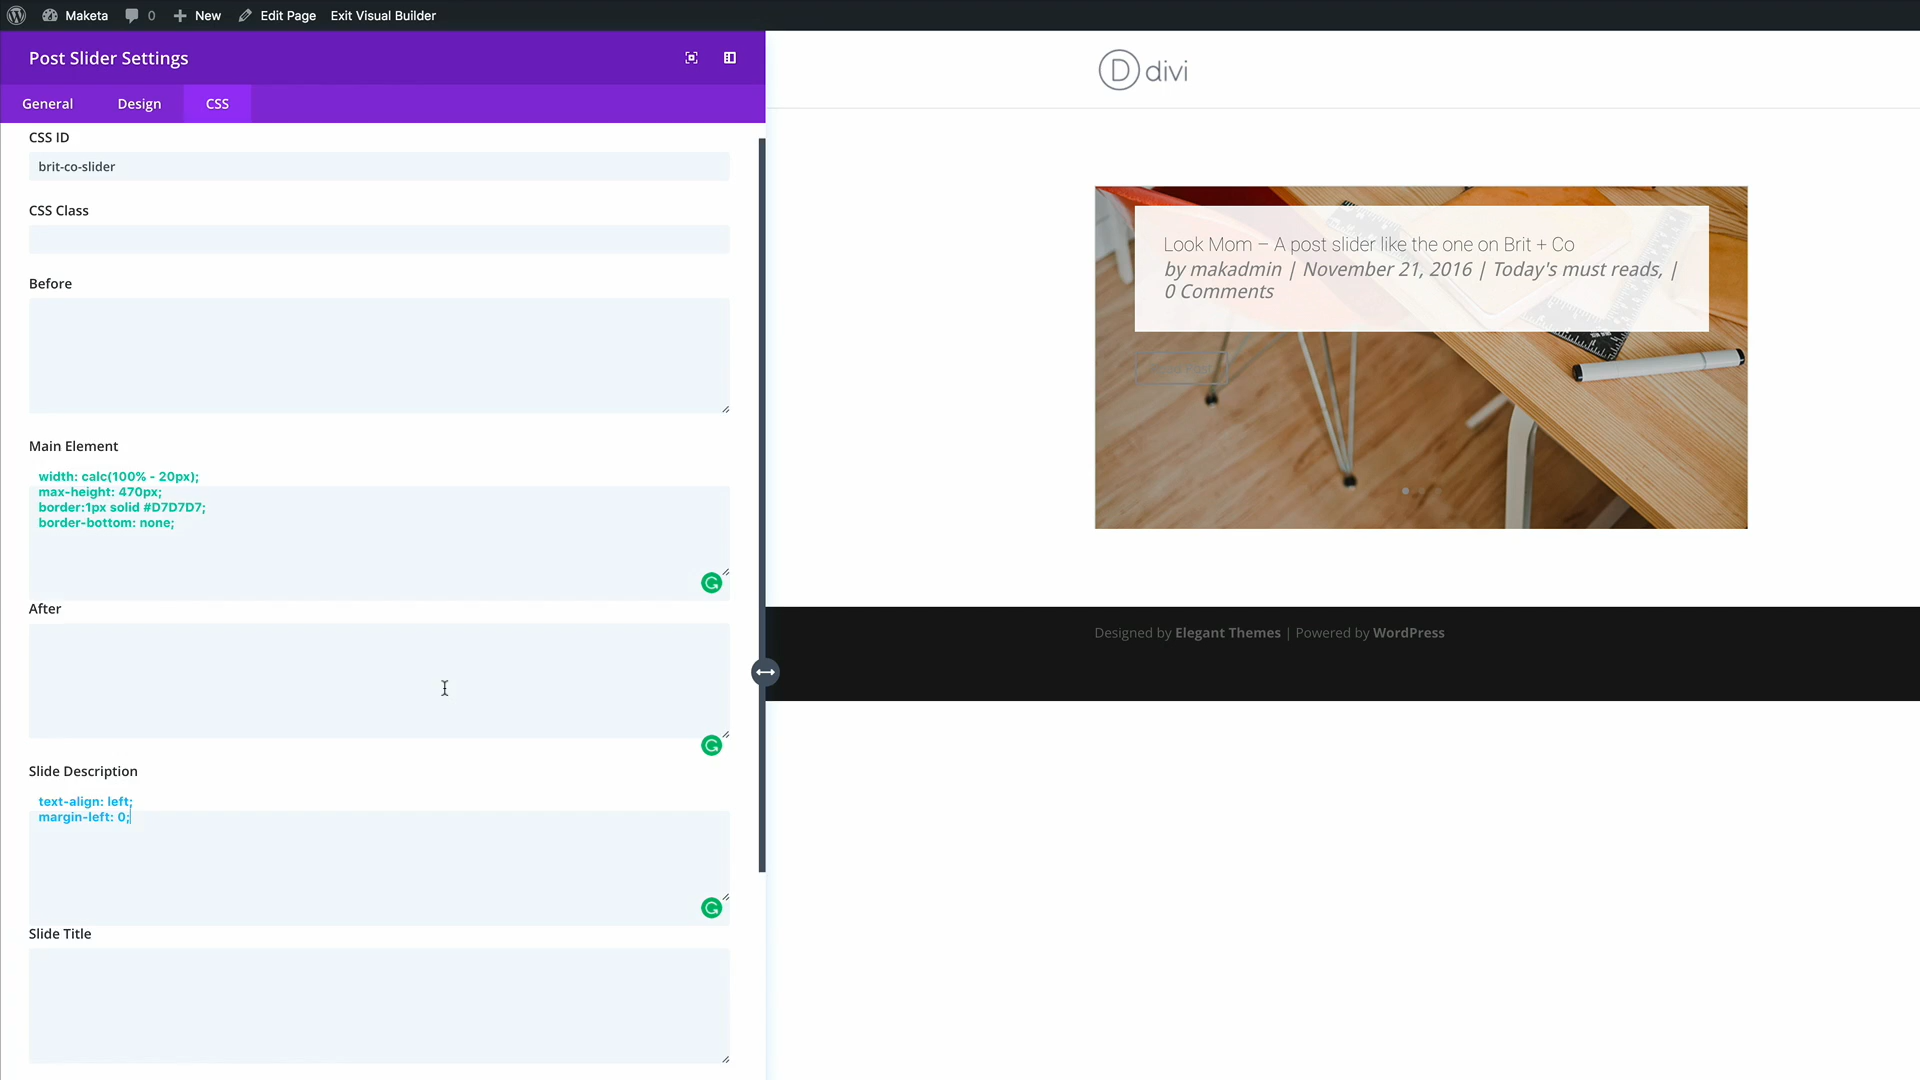 Maketa 0 New Edit Page Exit Visual Builder
Post Slider Settings
General Design CSS
CSS ID
brit-co-slider
CSS Class
Before
Main Element
width: calc(100% - 20px);
max-height: 470px;
border:1px solid #D7D7D7;
border-bottom: none;
After
Slide Description
text-align: left;
margin-left: 0;
Slide Title
D divi
Look Mom – A post slider like the one on Brit + Co
by makadmin | November 21, 2016 | Today's must reads, |
0 Comments
Designed by Elegant Themes | Powered by WordPress